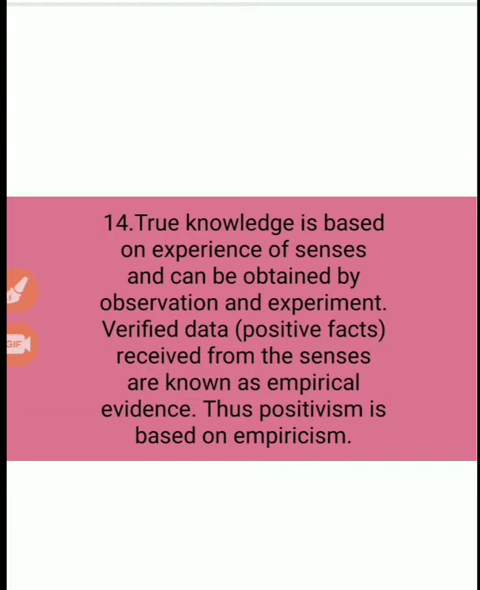 14.True knowledge is based
on experience of senses
and can be obtained by
observation and experiment.
Verified data (positive facts)
received from the senses
are known as empirical
evidence. Thus positivism is
based on empiricism.
GIF